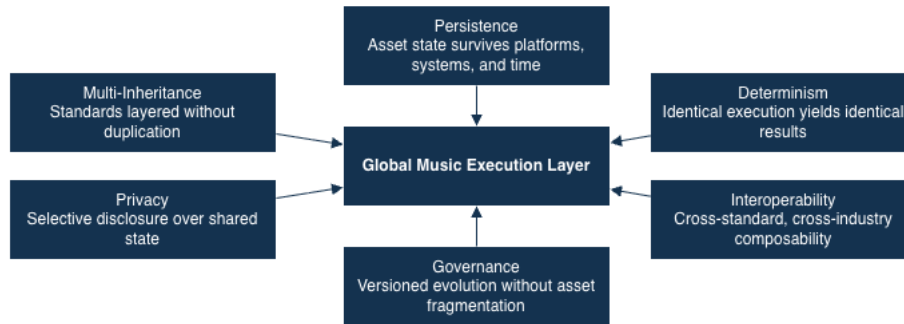 Persistence
Asset state survives platforms,
systems, and time
Multi-Inheritance
Standards layered without
duplication
Determinism
Identical execution yields identical
results
Global Music Execution Layer
Privacy
Selective disclosure over shared
state
Interoperability
Cross-standard, cross-industry
composability
Governance
Versioned evolution without asset
fragmentation